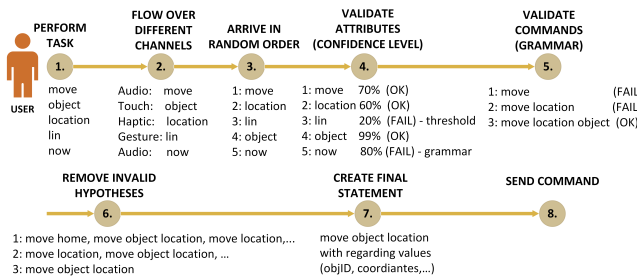 PERFORM
TASK
FLOW OVER
DIFFERENT
CHANNELS
ARRIVE IN
RANDOM ORDER
VALIDATE
ATTRIBUTES
(CONFIDENCE LEVEL)
VALIDATE
COMMANDS
(GRAMMAR)
1.
2.
3.
4.
5.
USER
move
object
location
lin
now
Audio: move
Touch: object
Haptic: location
Gesture: lin
Audio: now
1: move
2: location
3: lin
4: object
5: now
1: move 70% (OK)
2: location 60% (OK)
3: lin 20% (FAIL) - threshold
4: object 99% (OK)
5: now 80% (FAIL) - grammar
1: move (FAIL
2: move location (FAIL
3: move location object (OK)
REMOVE INVALID
HYPOTHESES
CREATE FINAL
STATEMENT
SEND COMMAND
6.
7.
8.
1: move home, move object location, move location,...
2: move location, move object location, ...
3: move object location
move object location
with regarding values
(objID, coordiantes,...)